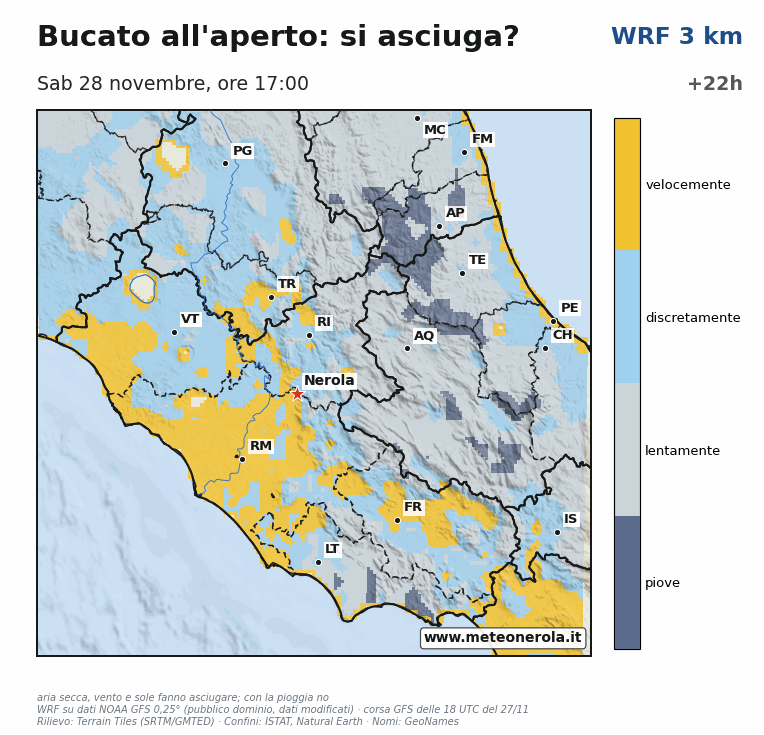 Bucato all'aperto: si asciuga?
WRF 3 km
Sab 28 novembre, ore 17:00
+22h
MC
FM
PG
AP
TE
TR
VT
RI
PE
CH
AQ
Nerola
RM
FR
IS
LT
www.meteonerola.it
velocemente
discretamente
lentamente
piove
aria secca, vento e sole fanno asciugare; con la pioggia no
WRF su dati NOAA GFS 0,25° (pubblico dominio, dati modificati) · corsa GFS delle 18 UTC del 27/11
Rilievo: Terrain Tiles (SRTM/GMTED) · Confini: ISTAT, Natural Earth · Nomi: GeoNames